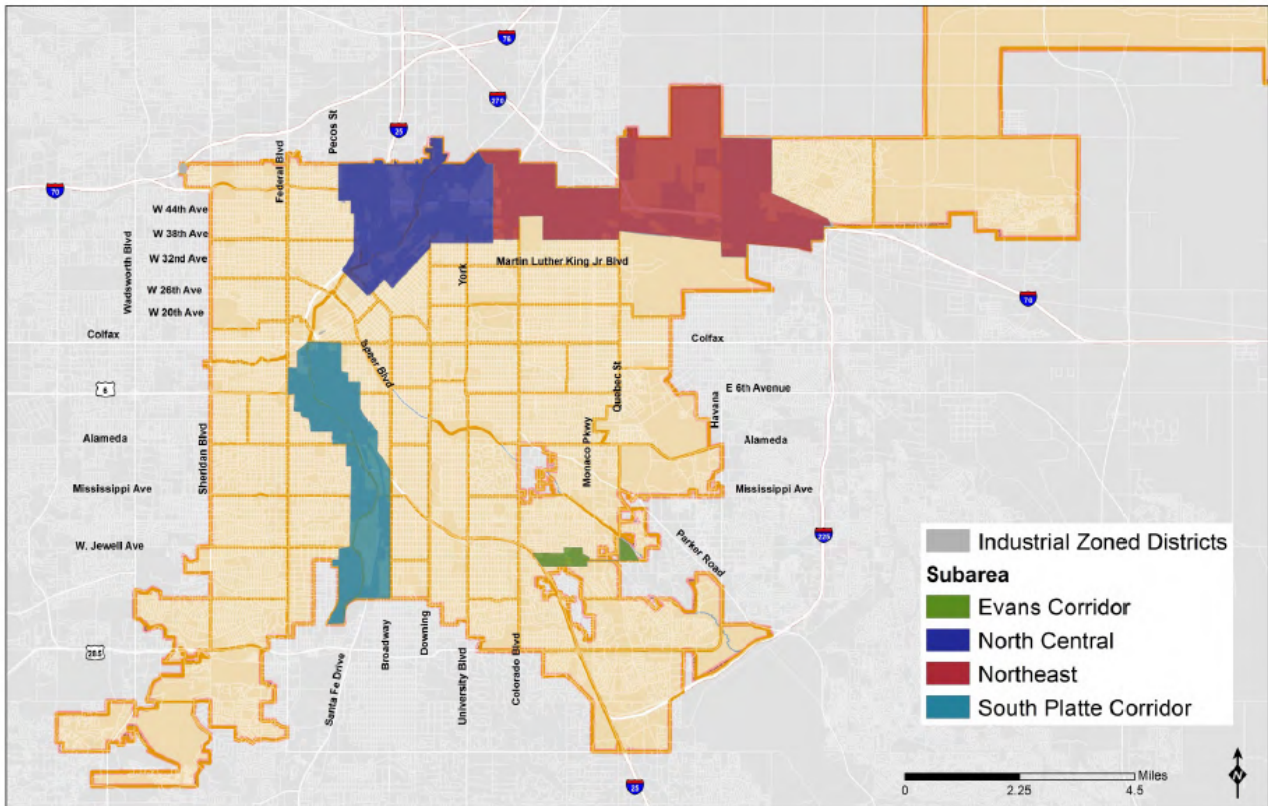 76
270
Pecos St
25
Federal Blvd
70
W 44th Ave
W 38th Ave
W 32nd Ave
W 26th Ave
W 20th Ave
Wadsworth Blvd
York
Martin Luther King Jr Blvd
70
Colfax
Speer Blvd
Colfax
Quebec St
6
E 6th Avenue
Havana
Alameda
Alameda
Sheridan Blvd
Monaco Pkwy
Mississippi Ave
Mississippi Ave
W. Jewell Ave
Parker Road
225
285
Santa Fe Drive
Broadway
Downing
University Blvd
Colorado Blvd
25
Industrial Zoned Districts
Subarea
Evans Corridor
North Central
Northeast
South Platte Corridor
Miles
0 2.25 4.5
N